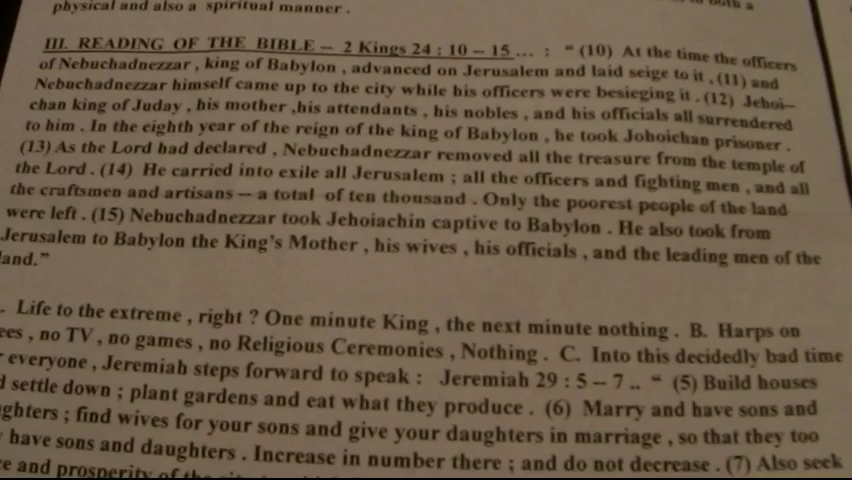 physical and also a spiritual manner .
III. READING OF THE BIBLE – 2 Kings 24 : 10 – 15 ... : “ (10) At the time the officers
of Nebuchadnezzar , king of Babylon , advanced on Jerusalem and laid seige to it , (11) and
Nebuchadnezzar himself came up to the city while his officers were besieging it . (12) Jehoi–
chan king of Juday , his mother ,his attendants , his nobles , and his officials all surrendered
to him . In the eighth year of the reign of the king of Babylon , he took Johoichan prisoner .
(13) As the Lord had declared , Nebuchadnezzar removed all the treasure from the temple of
the Lord . (14) He carried into exile all Jerusalem ; all the officers and fighting men , and all
the craftsmen and artisans -- a total of ten thousand . Only the poorest people of the land
were left . (15) Nebuchadnezzar took Jehoiachin captive to Babylon . He also took from
Jerusalem to Babylon the King’s Mother , his wives , his officials , and the leading men of the
land.”
. Life to the extreme , right ? One minute King , the next minute nothing . B. Harps on
ees , no TV , no games , no Religious Ceremonies , Nothing . C. Into this decidedly bad time
everyone , Jeremiah steps forward to speak : Jeremiah 29 : 5 – 7 .. “ (5) Build houses
settle down ; plant gardens and eat what they produce . (6) Marry and have sons and
ghters ; find wives for your sons and give your daughters in marriage , so that they too
have sons and daughters . Increase in number there ; and do not decrease . (7) Also seek
and prosperity of the